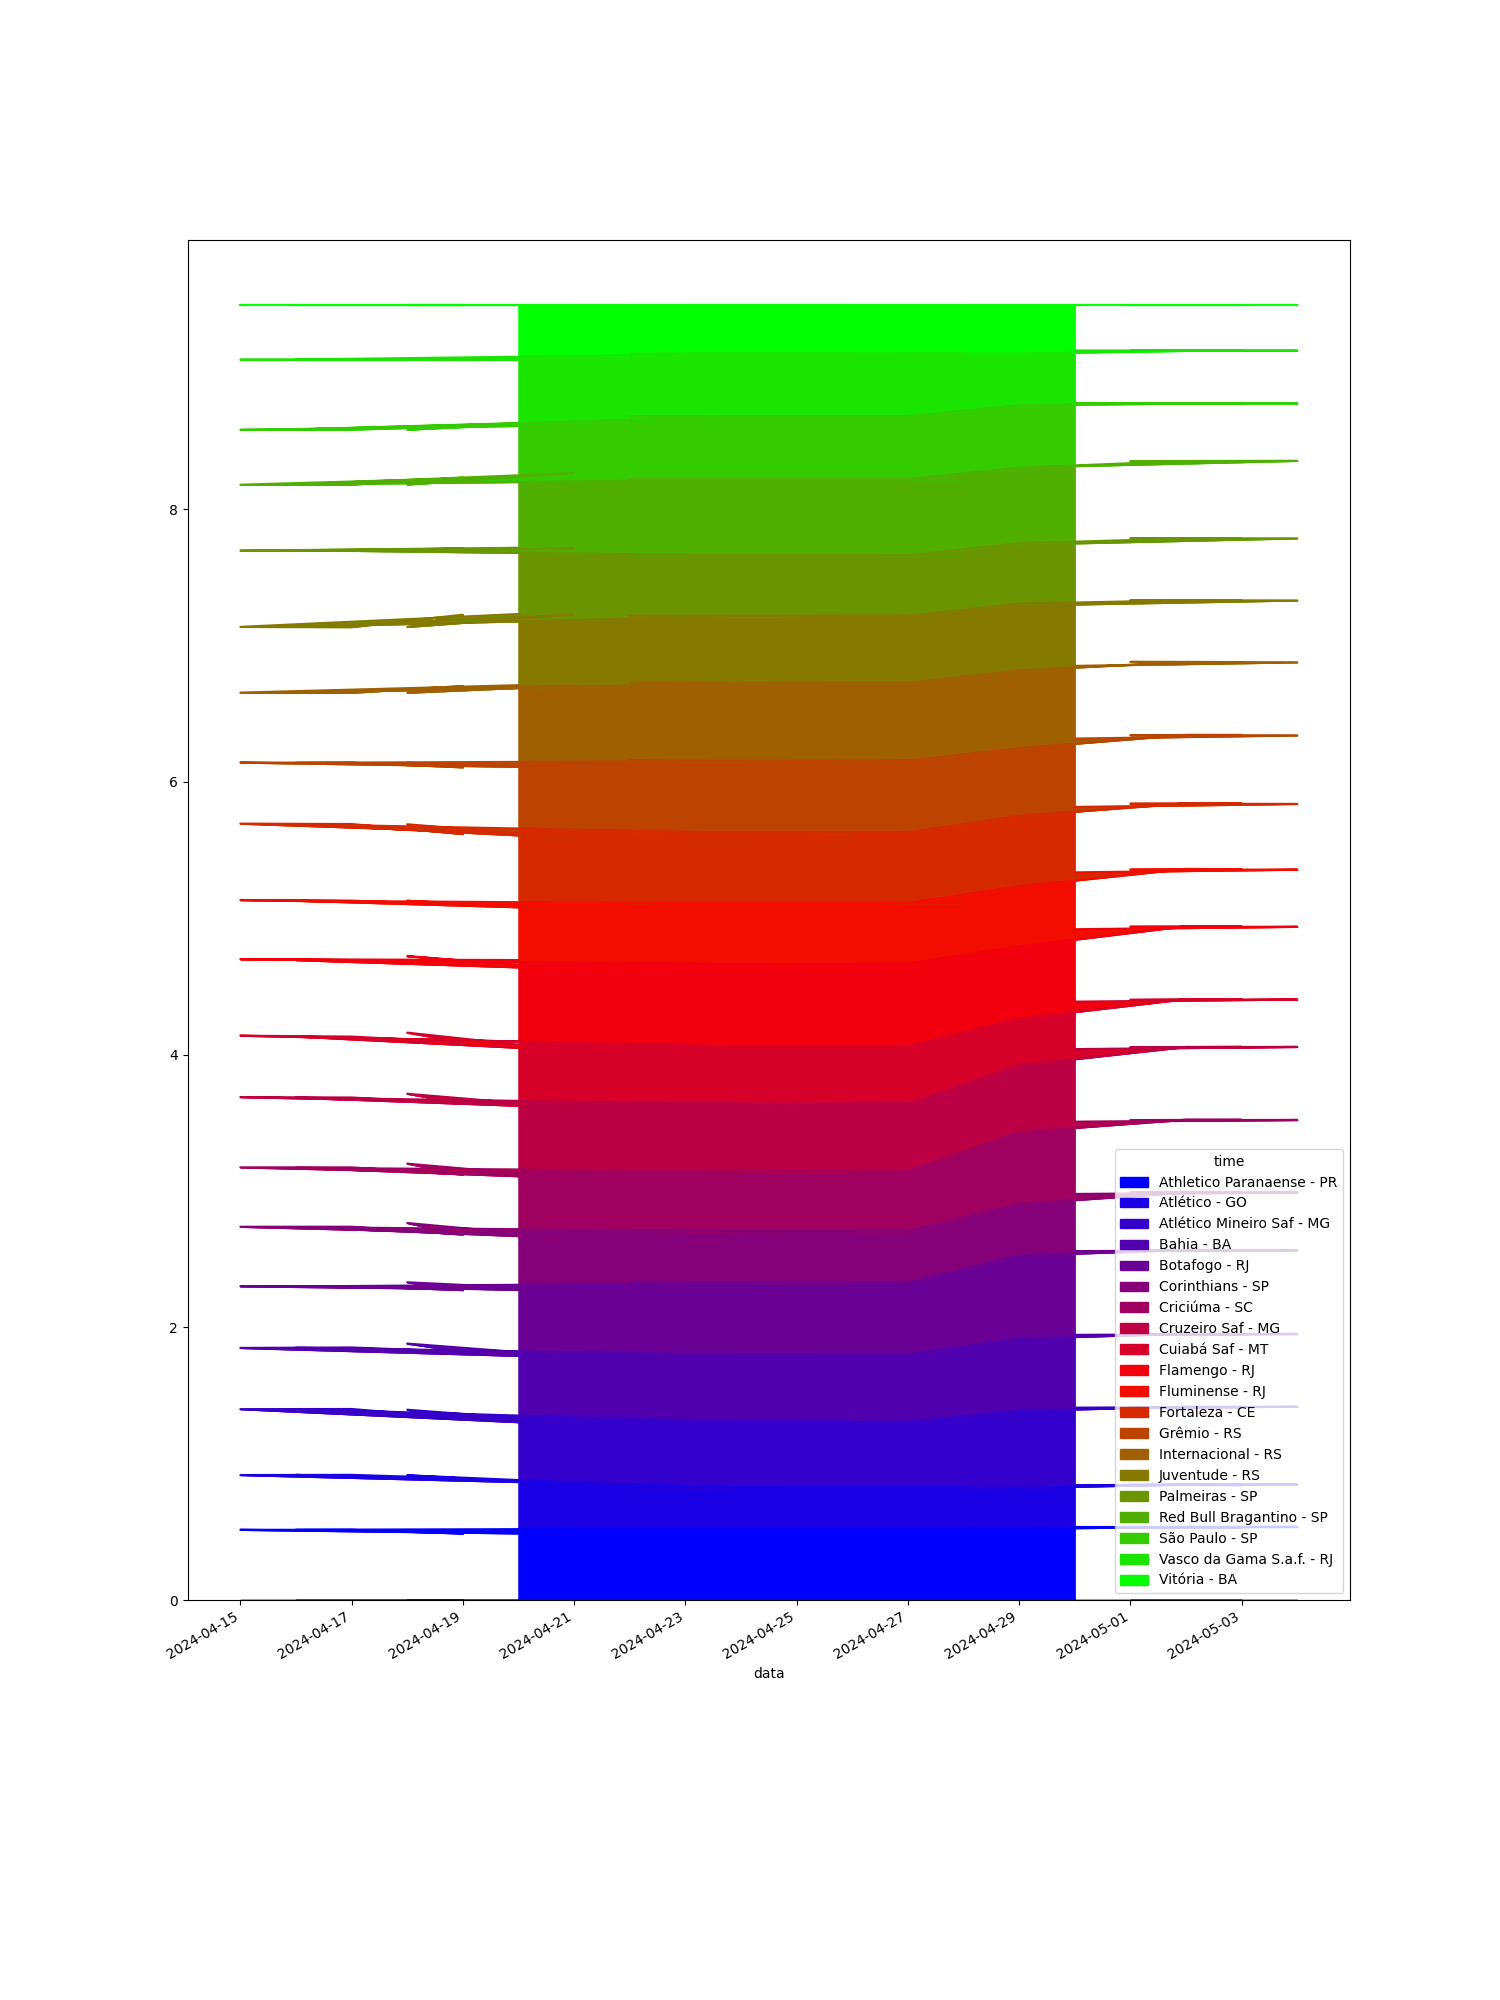 8
6
4
2
0
time
Athletico Paranaense - PR
Atlético - GO
Atlético Mineiro Saf - MG
Bahia - BA
Botafogo - RJ
Corinthians - SP
Criciúma - SC
Cruzeiro Saf - MG
Cuiabá Saf - MT
Flamengo - RJ
Fluminense - RJ
Fortaleza - CE
Grêmio - RS
Internacional - RS
Juventude - RS
Palmeiras - SP
Red Bull Bragantino - SP
São Paulo - SP
Vasco da Gama S.a.f. - RJ
Vitória - BA
2024-04-15
2024-04-17
2024-04-19
2024-04-21
2024-04-23
2024-04-25
2024-04-27
2024-04-29
2024-05-01
2024-05-03
data